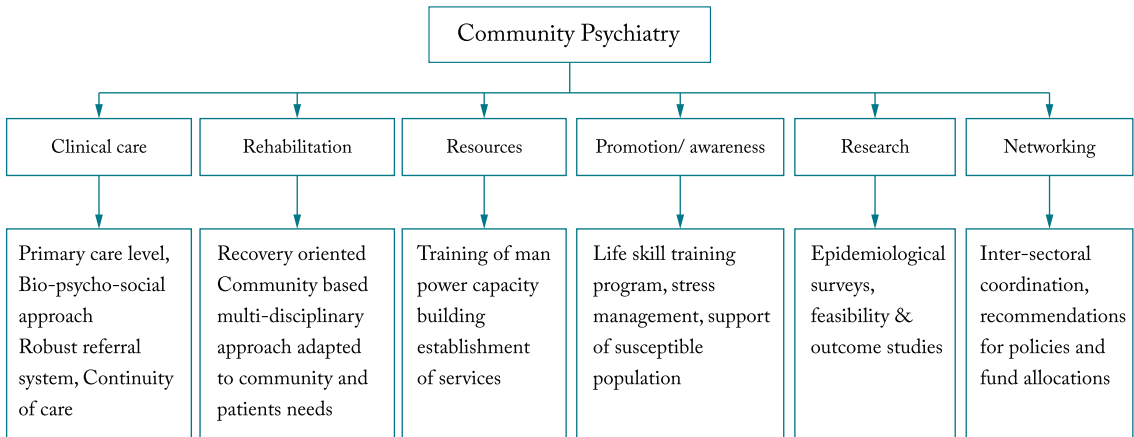 Community Psychiatry
Clinical care
Rehabilitation
Resources
Promotion/ awareness
Research
Networking
Primary care level,
Bio-psycho-social
approach
Robust referral
system, Continuity
of care
Recovery oriented
Community based
multi-disciplinary
approach adapted
to community and
patients needs
Training of man
power capacity
building
establishment
of services
Life skill training
program, stress
management, support
of susceptible
population
Epidemiological
surveys,
feasibility &
outcome studies
Inter-sectoral
coordination,
recommendations
for policies and
fund allocations